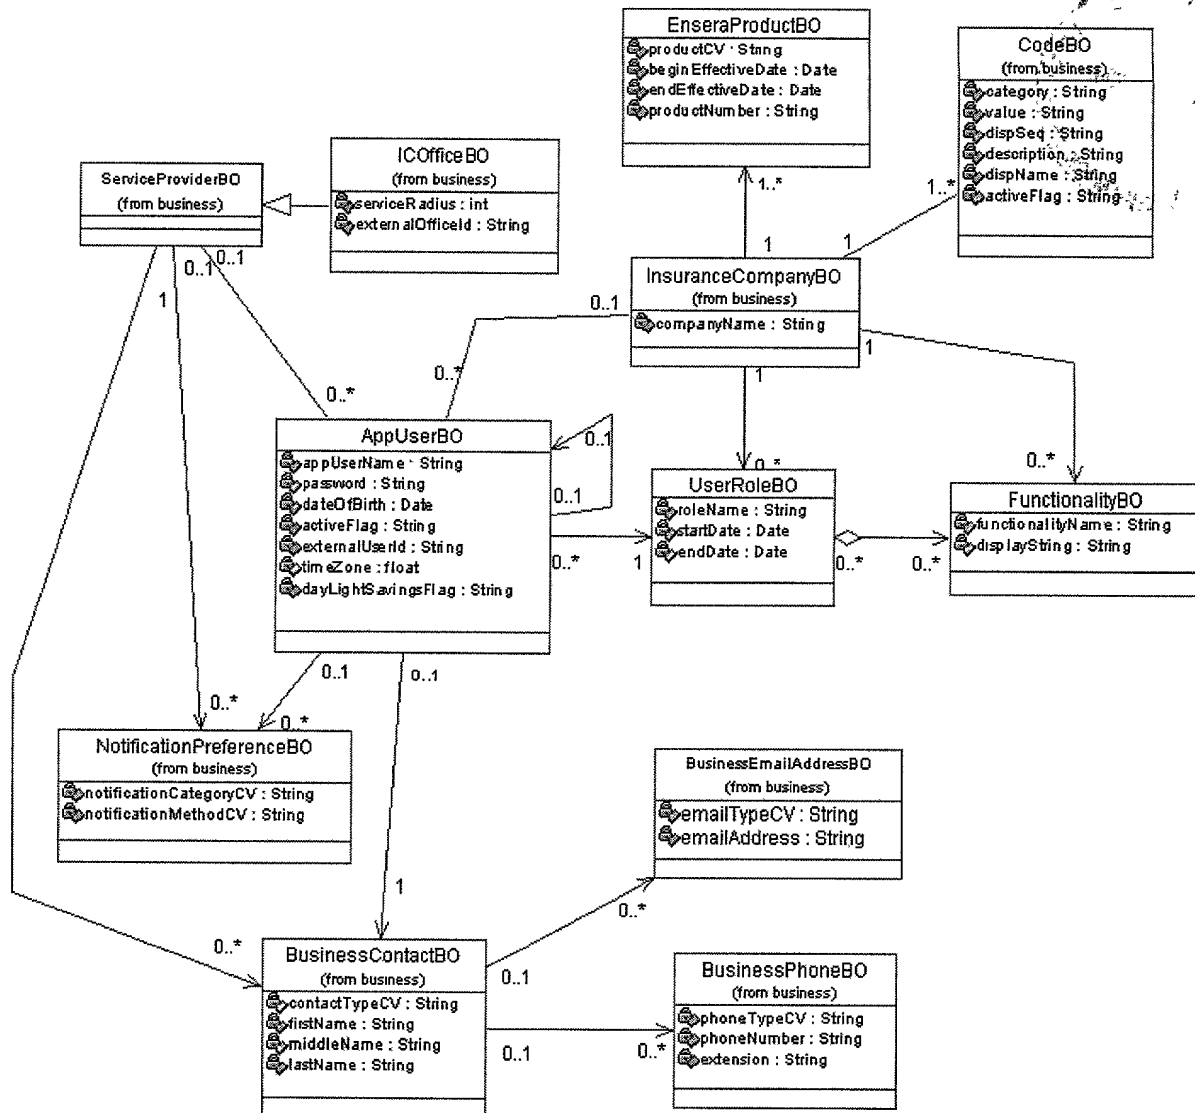 EnseraProductBO
productCV : String
beginEffectiveDate : Date
endEffectiveDate : Date
productNumber : String
CodeBO
(from business)
category : String
value : String
dispSeq : String
description : String
dispName : String
activeFlag : String
ICOfficeBO
(from business)
serviceRadius : int
externalOfficeId : String
ServiceProviderBO
(from business)
1..*
1..*
1
1
InsuranceCompanyBO
(from business)
companyName : String
0..1
0..1
1
0..1
1
1
0..*
0..*
AppUserBO
appUserName : String
password : String
dateOfBirth : Date
activeFlag : String
externalUserId : String
timeZone : float
dayLightSavingsFlag : String
0..1
0..1
0..*
0..*
UserRoleBO
roleName : String
startDate : Date
endDate : Date
FunctionalityBO
functionalityName : String
displayString : String
0..*
1
0..*
0..*
0..1
0..1
0..*
0..*
NotificationPreferenceBO
(from business)
notificationCategoryCV : String
notificationMethodCV : String
BusinessEmailAddressBO
(from business)
emailTypeCV : String
emailAddress : String
1
0..*
0..*
BusinessContactBO
(from business)
contactTypeCV : String
firstName : String
middleName : String
lastName : String
0..1
0..1
0..*
BusinessPhoneBO
(from business)
phoneTypeCV : String
phoneNumber : String
extension : String